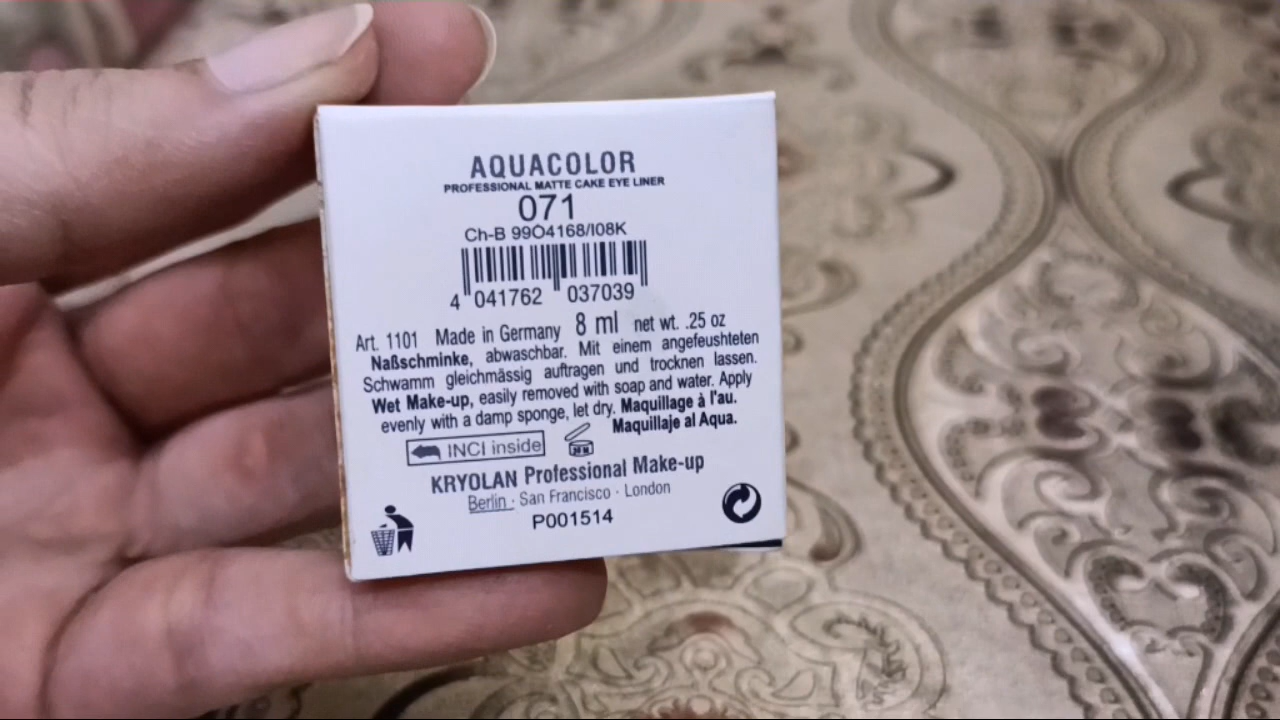 AQUACOLOR
PROFESSIONAL MATTE CAKE EYE LINER
071
Ch-B 99O4168/I08K
4 041762 037039
Art. 1101 Made in Germany 8 ml net wt. .25 oz
Naßschminke, abwaschbar. Mit einem angefeuchteten
Schwamm gleichmässig auftragen und trocknen lassen.
Wet Make-up, easily removed with soap and water. Apply
evenly with a damp sponge, let dry. Maquillage à l'au.
Maquillaje al Aqua.
INCI inside
KRYOLAN Professional Make-up
Berlin · San Francisco · London
P001514